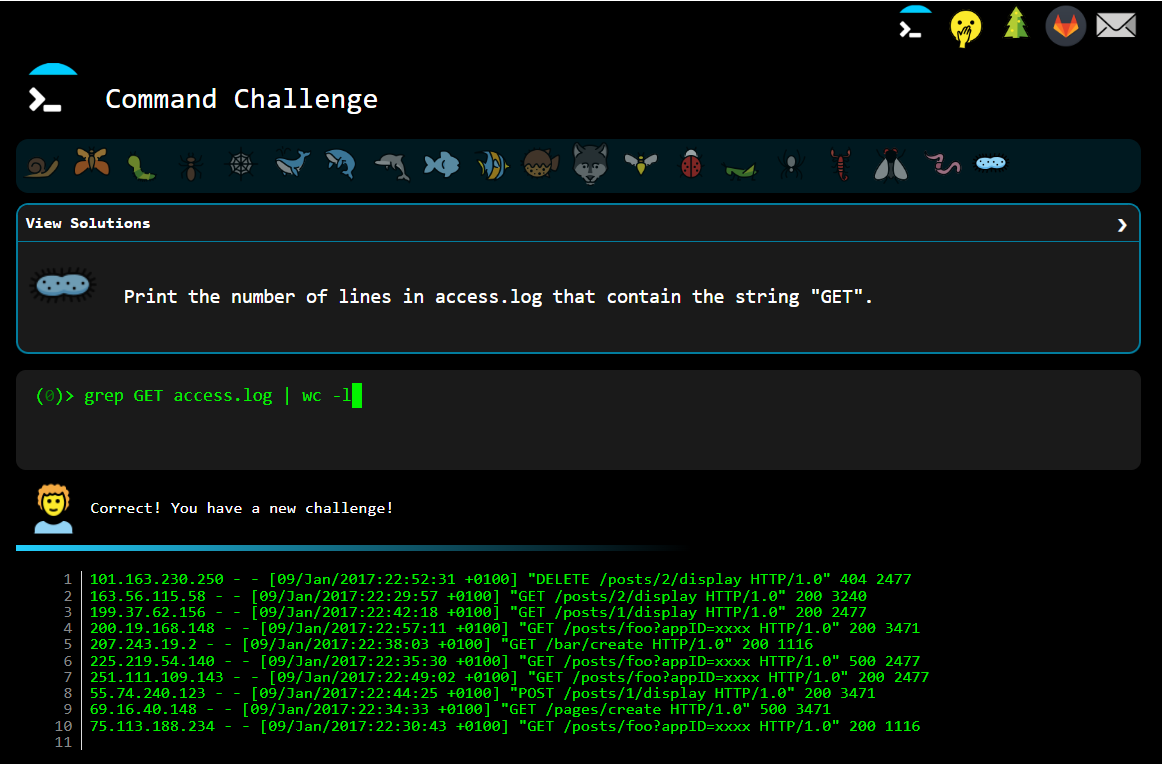 Command Challenge
View Solutions
Print the number of lines in access.log that contain the string "GET".
(0)> grep GET access.log | wc -l
Correct! You have a new challenge!
1 101.163.230.250 - - [09/Jan/2017:22:52:31 +0100] "DELETE /posts/2/display HTTP/1.0" 404 2477
2 163.56.115.58 - - [09/Jan/2017:22:29:57 +0100] "GET /posts/2/display HTTP/1.0" 200 3240
3 199.37.62.156 - - [09/Jan/2017:22:42:18 +0100] "GET /posts/1/display HTTP/1.0" 200 2477
4 200.19.168.148 - - [09/Jan/2017:22:57:11 +0100] "GET /posts/foo?appID=xxxx HTTP/1.0" 200 3471
5 207.243.19.2 - - [09/Jan/2017:22:38:03 +0100] "GET /bar/create HTTP/1.0" 200 1116
6 225.219.54.140 - - [09/Jan/2017:22:35:30 +0100] "GET /posts/foo?appID=xxxx HTTP/1.0" 500 2477
7 251.111.109.143 - - [09/Jan/2017:22:49:02 +0100] "GET /posts/foo?appID=xxxx HTTP/1.0" 200 2477
8 55.74.240.123 - - [09/Jan/2017:22:44:25 +0100] "POST /posts/1/display HTTP/1.0" 200 3471
9 69.16.40.148 - - [09/Jan/2017:22:34:33 +0100] "GET /pages/create HTTP/1.0" 500 3471
10 75.113.188.234 - - [09/Jan/2017:22:30:43 +0100] "GET /posts/foo?appID=xxxx HTTP/1.0" 200 1116
11